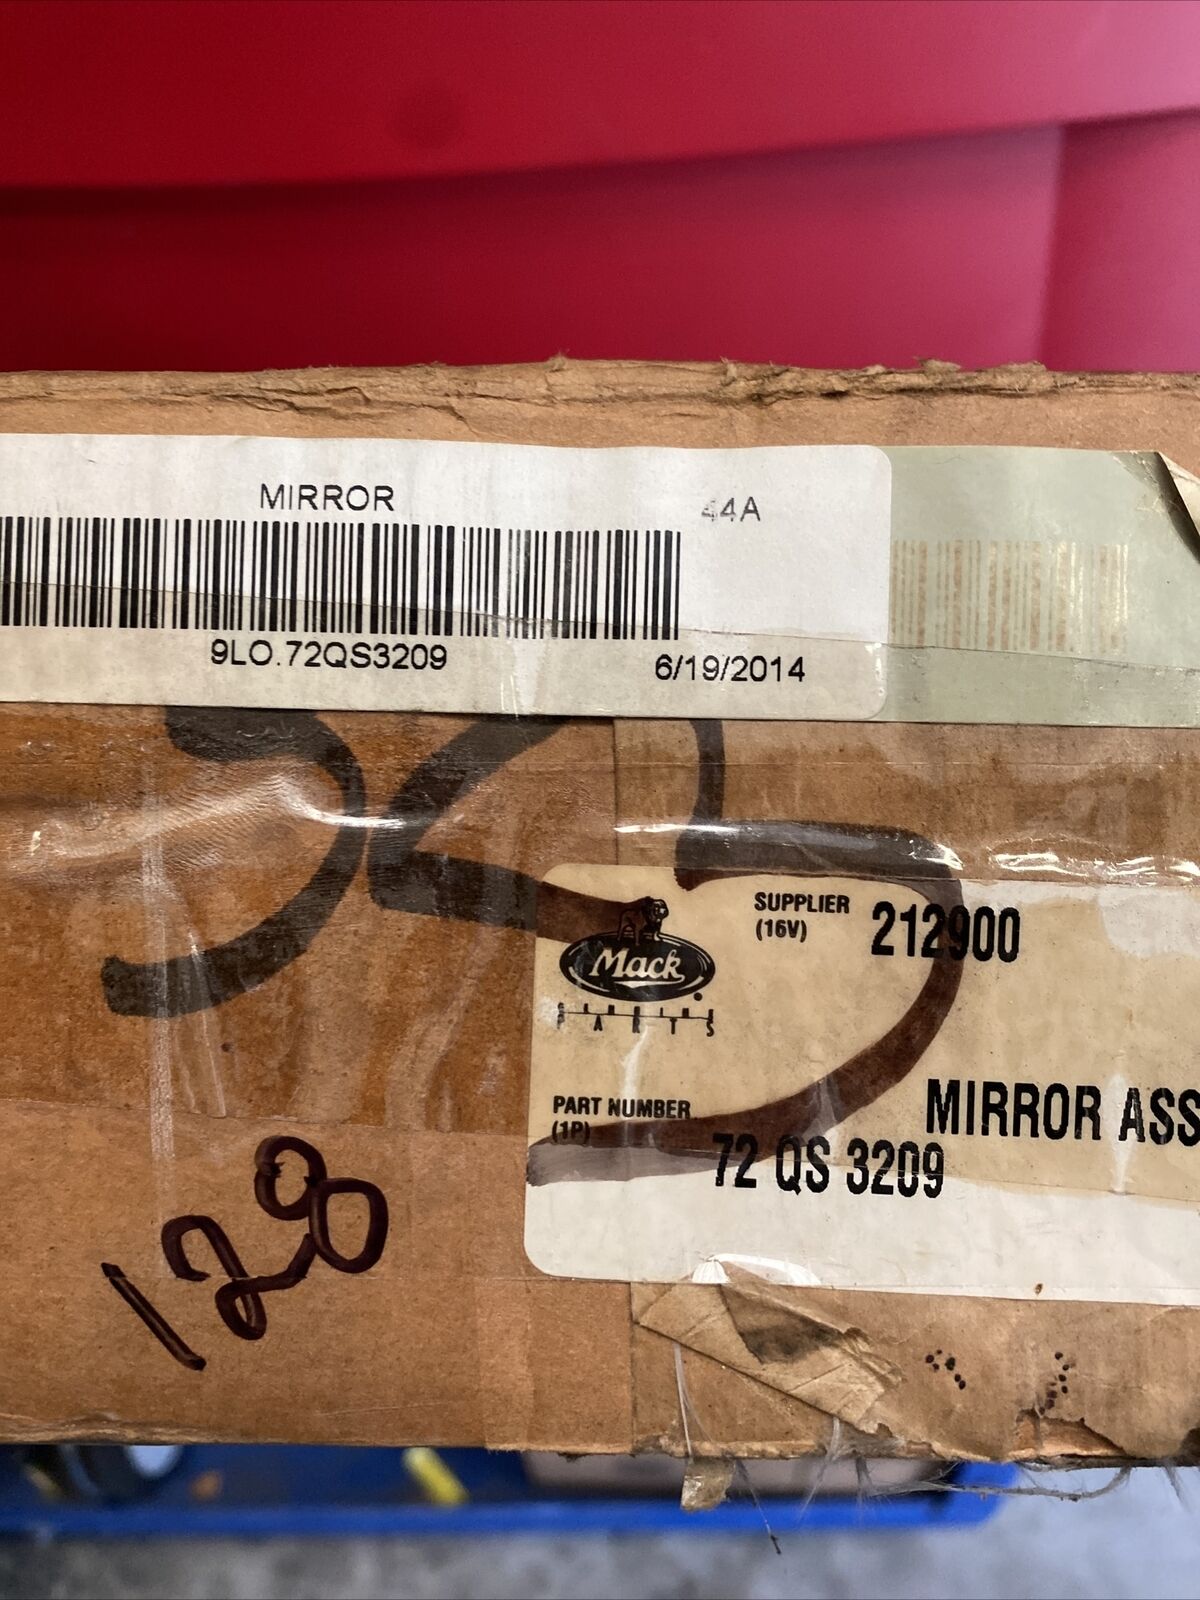 MIRROR 44A
9LO.72QS3209 6/19/2014
Mack
PARTS
SUPPLIER
(16V) 212900
MIRROR ASS
PART NUMBER
(1P)
72 QS 3209
128